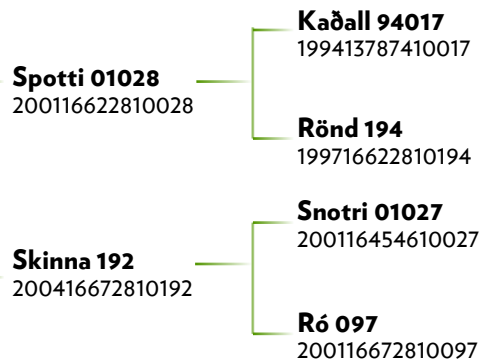 Kaðall 94017
199413787410017
Spotti 01028
200116622810028
Rönd 194
199716622810194
Snotri 01027
200116454610027
Skinna 192
200416672810192
Ró 097
200116672810097